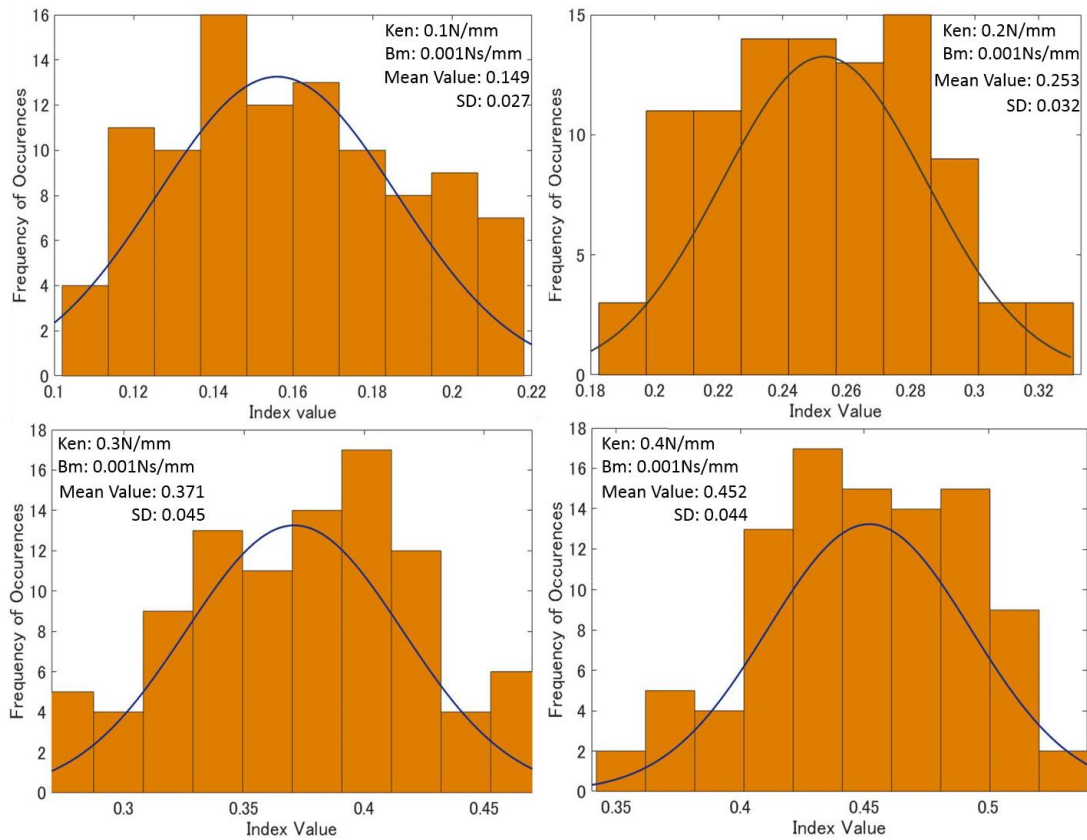 16
14
12
10
8
6
4
2
0
Frequency of Occurences
Ken: 0.1N/mm
Bm: 0.001Ns/mm
Mean Value: 0.149
SD: 0.027
0.1 0.12 0.14 0.16 0.18 0.2 0.22
Index value
15
10
5
0
Frequency of Occurences
Ken: 0.2N/mm
Bm: 0.001Ns/mm
Mean Value: 0.253
SD: 0.032
0.18 0.2 0.22 0.24 0.26 0.28 0.3 0.32
Index Value
18
16
14
12
10
8
6
4
2
0
Frequency of Occurences
Ken: 0.3N/mm
Bm: 0.001Ns/mm
Mean Value: 0.371
SD: 0.045
0.3 0.35 0.4 0.45
Index Value
18
16
14
12
10
8
6
4
2
0
Frequency of Occurences
Ken: 0.4N/mm
Bm: 0.001Ns/mm
Mean Value: 0.452
SD: 0.044
0.35 0.4 0.45 0.5
Index Value